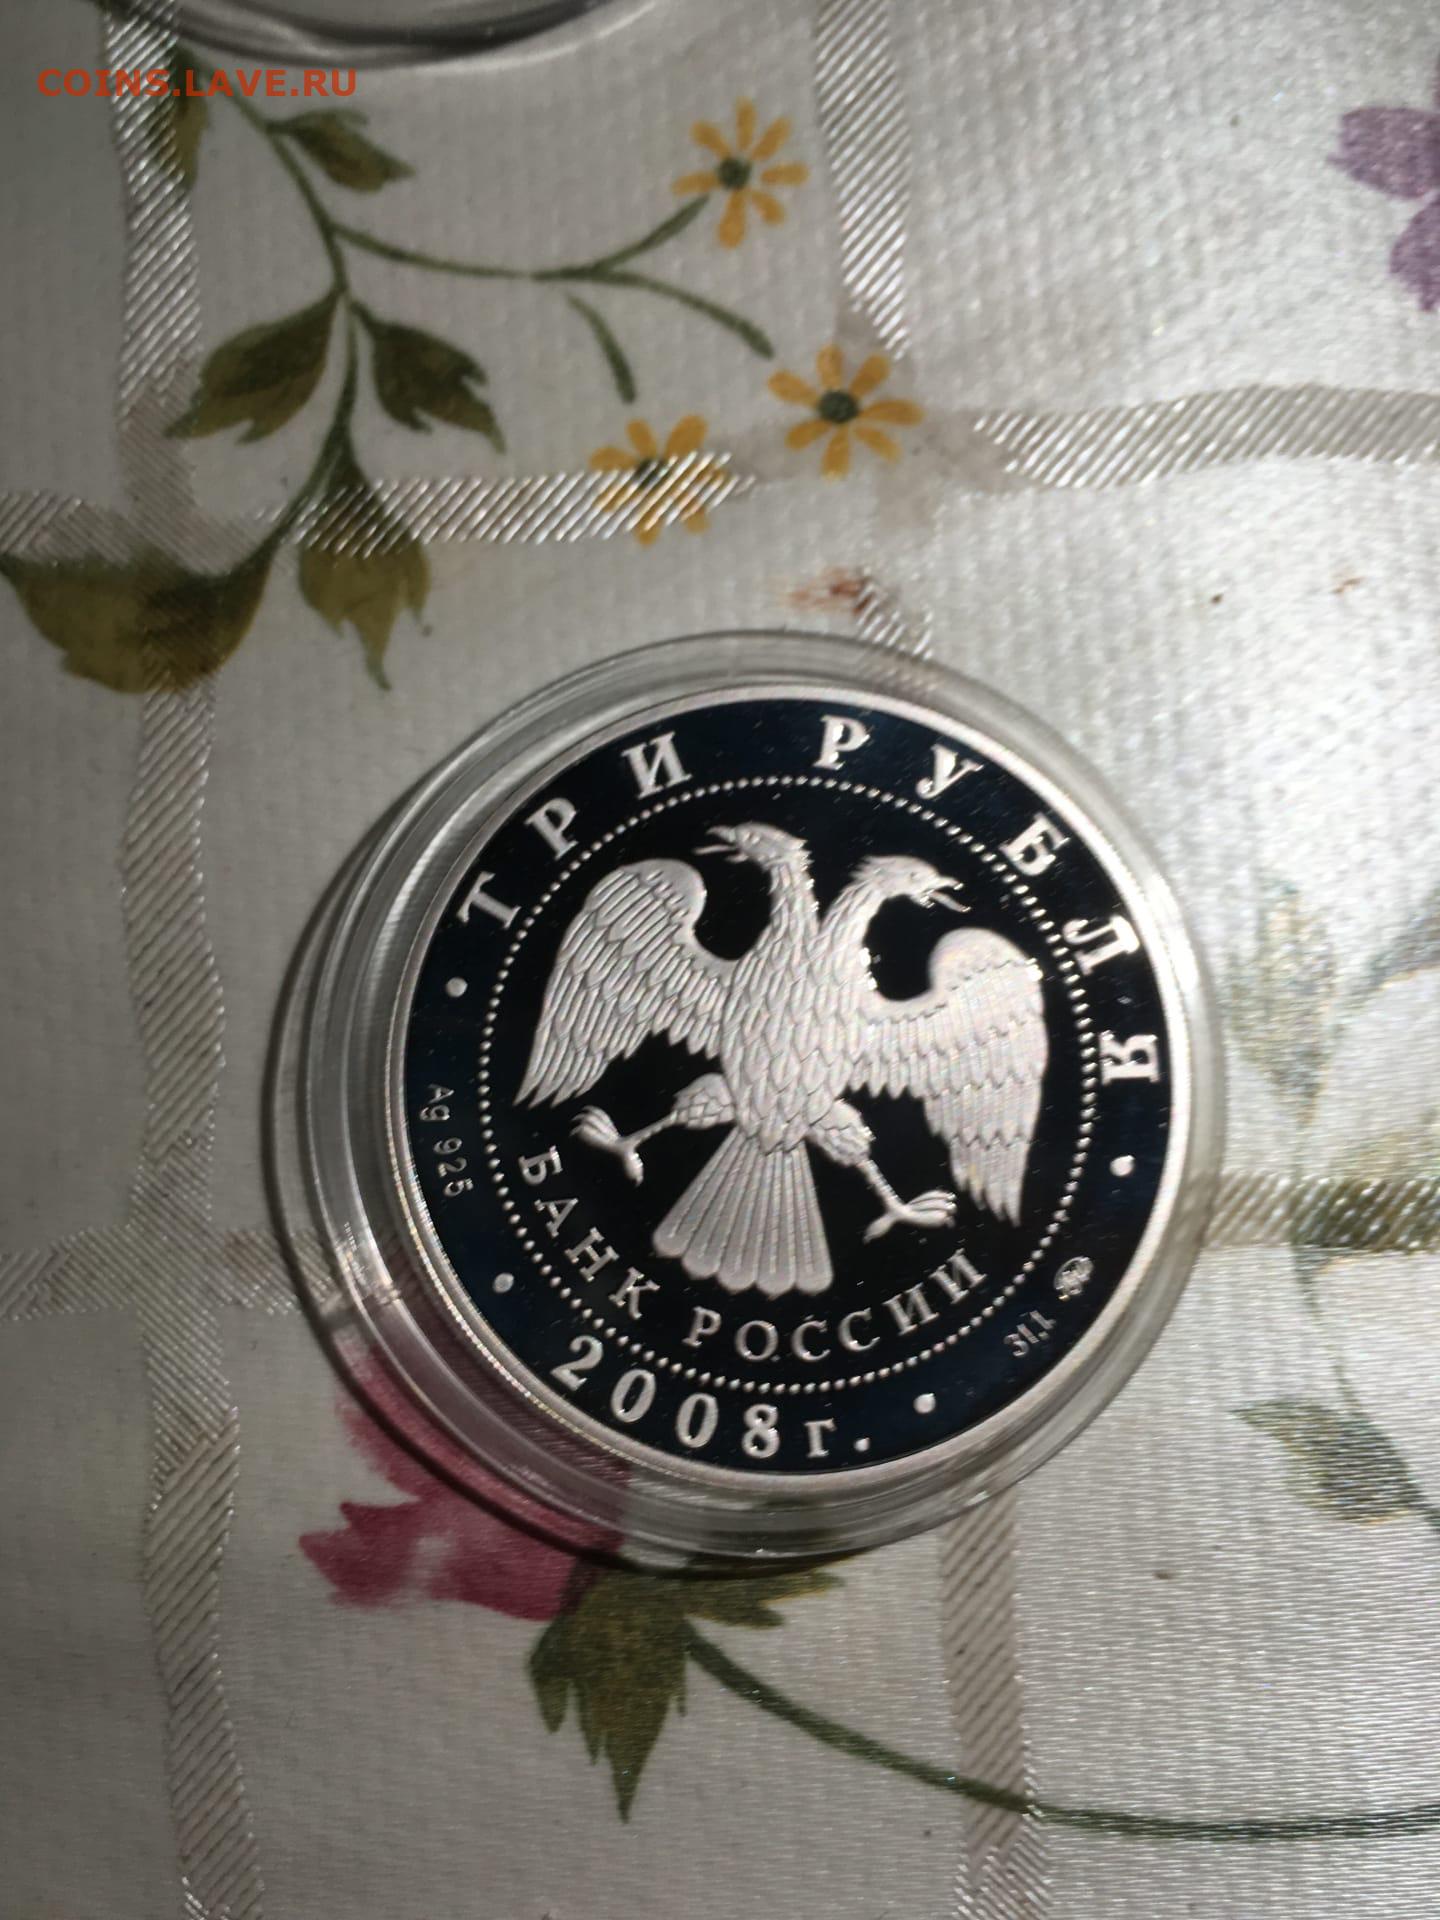 COINS.LAVE.RU
ТРИ РУБЛЯ
Ag 925
БАНК РОССИИ
31,1
2008г.